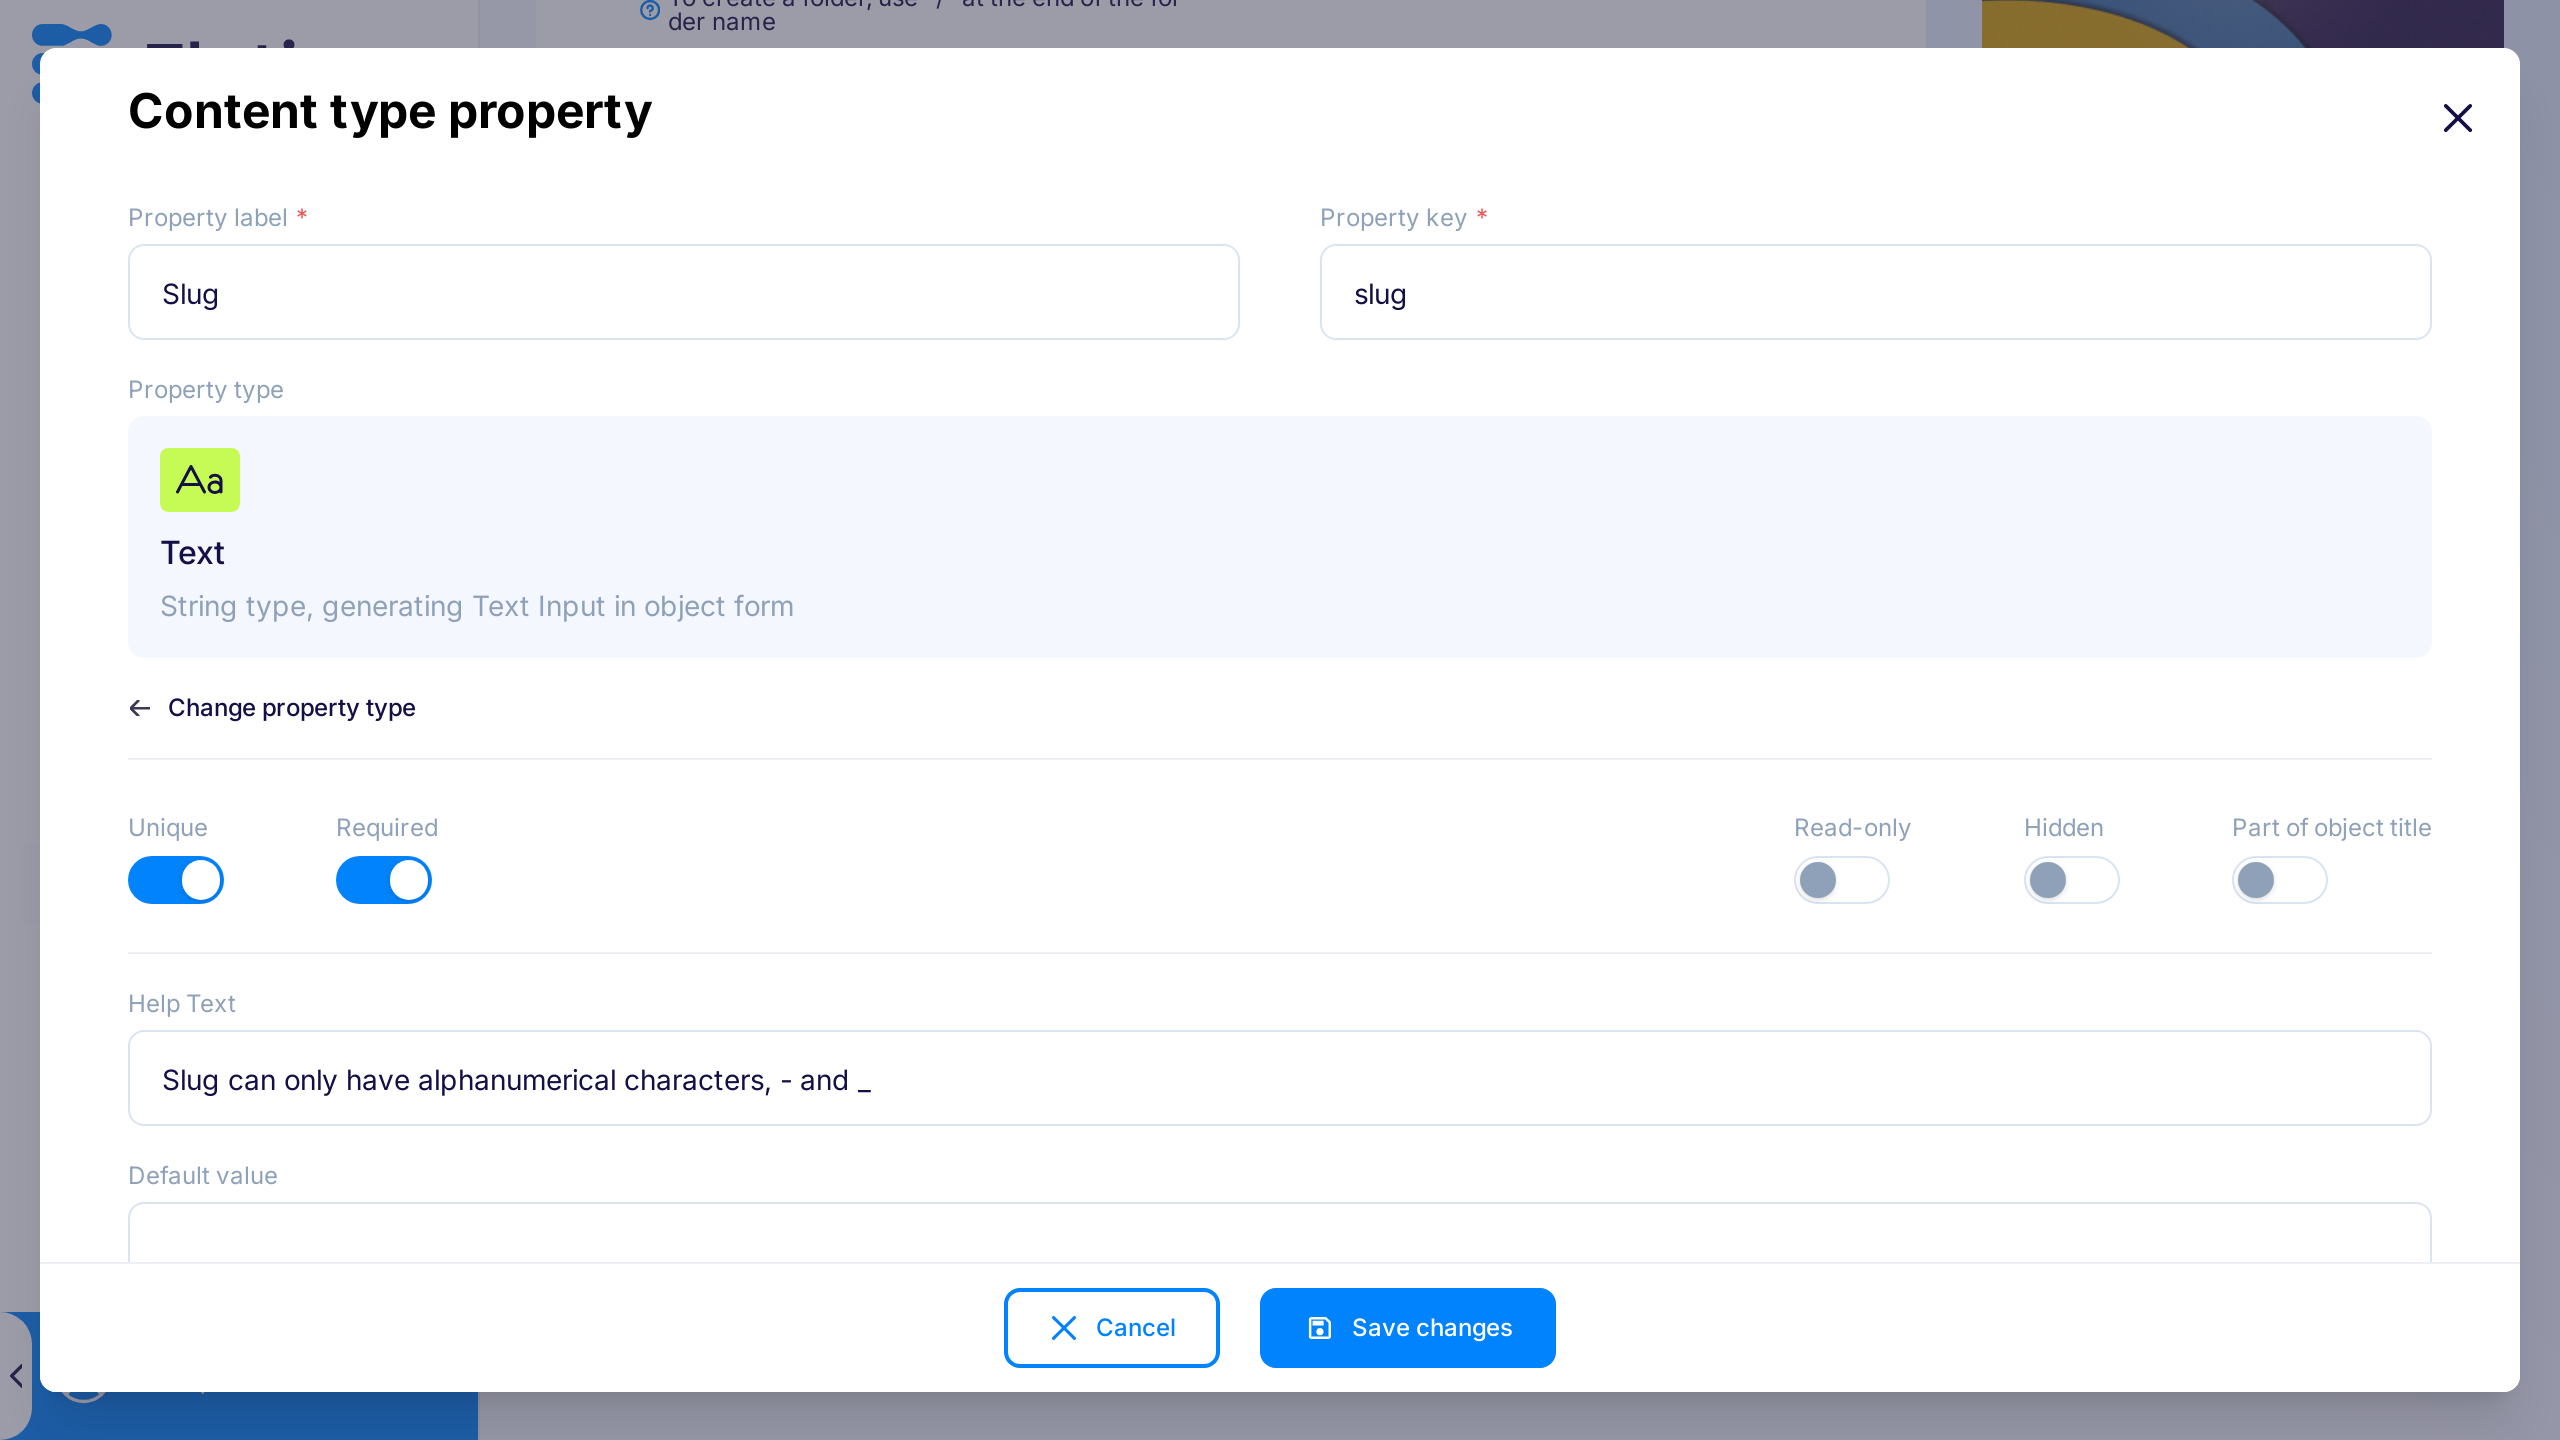 der name
Content type property
Property label *
Property key *
Slug
slug
Property type
Aa
Text
String type, generating Text Input in object form
Change property type
Unique
Required
Read-only
Hidden
Part of object title
Help Text
Slug can only have alphanumerical characters, - and _
Default value
Cancel
Save changes